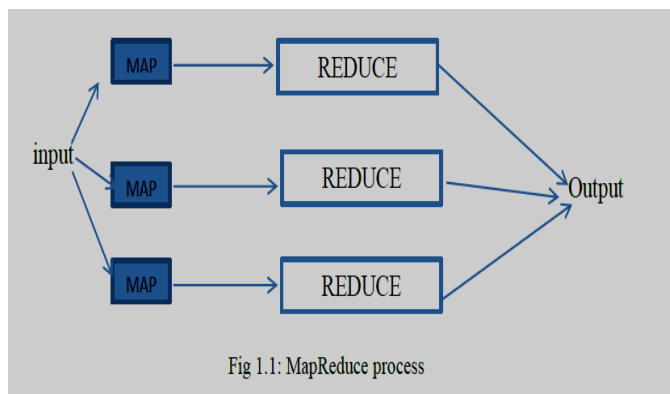 MAP
REDUCE
input
MAP
REDUCE
Output
MAP
REDUCE
Fig 1.1: MapReduce process